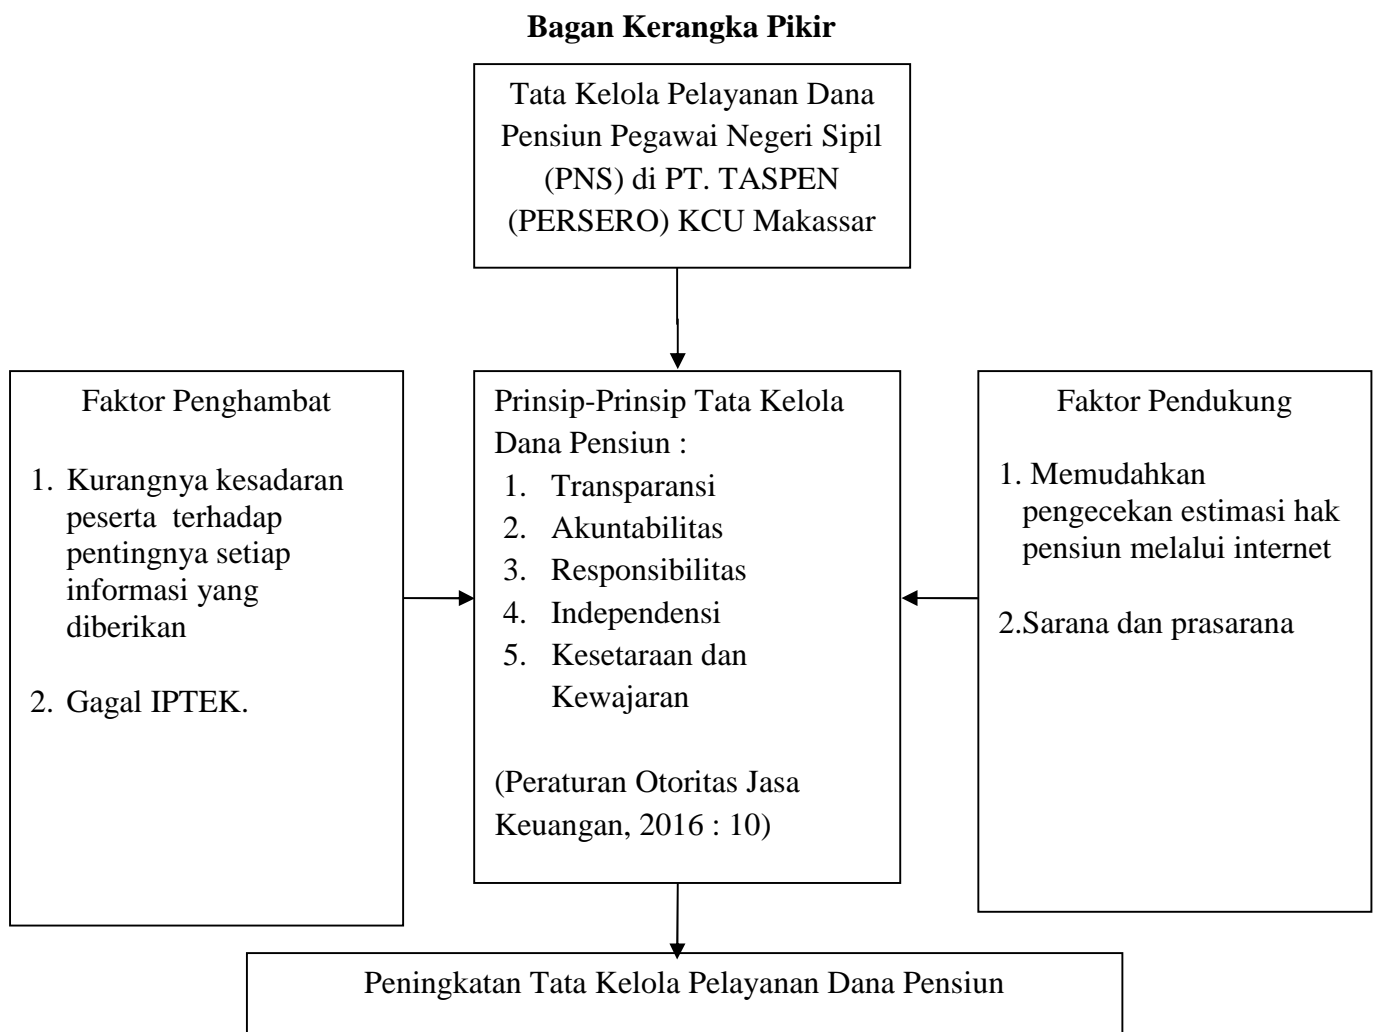 Bagan Kerangka Pikir
Tata Kelola Pelayanan Dana
Pensiun Pegawai Negeri Sipil
(PNS) di PT. TASPEN
(PERSERO) KCU Makassar
Faktor Penghambat
1. Kurangnya kesadaran
peserta terhadap
pentingnya setiap
informasi yang
diberikan
2. Gagal IPTEK.
Prinsip-Prinsip Tata Kelola
Dana Pensiun :
1. Transparansi
2. Akuntabilitas
3. Responsibilitas
4. Independensi
5. Kesetaraan dan
Kewajaran
(Peraturan Otoritas Jasa
Keuangan, 2016 : 10)
Faktor Pendukung
1. Memudahkan
pengecekan estimasi hak
pensiun melalui internet
2.Sarana dan prasarana
Peningkatan Tata Kelola Pelayanan Dana Pensiun